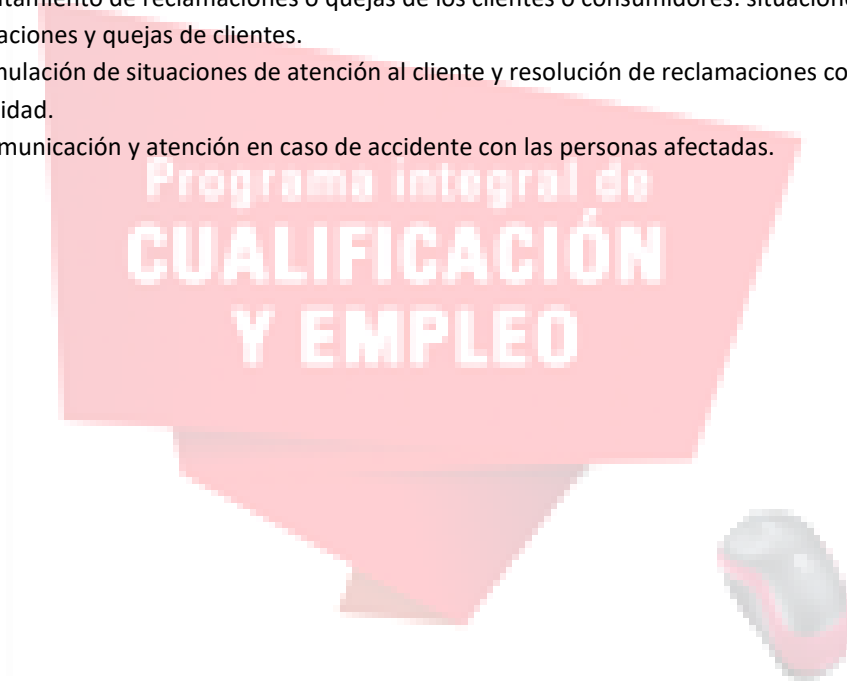 tamiento de reclamaciones o quejas de los clientes o consumidores: situacion
aciones y quejas de clientes.
mulación de situaciones de atención al cliente y resolución de reclamaciones co
idad.
municación y atención en caso de accidente con las personas afectadas.
Programa integral de
CUALIFICACIÓN
Y EMPLEO